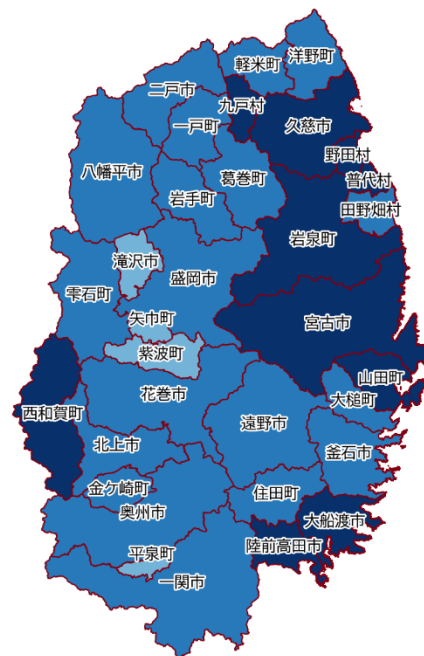 洋野町
軽米町
二戸市
九戸村
久慈市
一戸町
野田村
八幡平市
葛巻町
普代村
岩手町
田野畑村
岩泉町
滝沢市
盛岡市
雫石町
矢巾町
宮古市
紫波町
山田町
花巻市
大槌町
西和賀町
遠野市
北上市
釜石市
金ケ崎町
住田町
奥州市
大船渡市
陸前高田市
平泉町
一関市